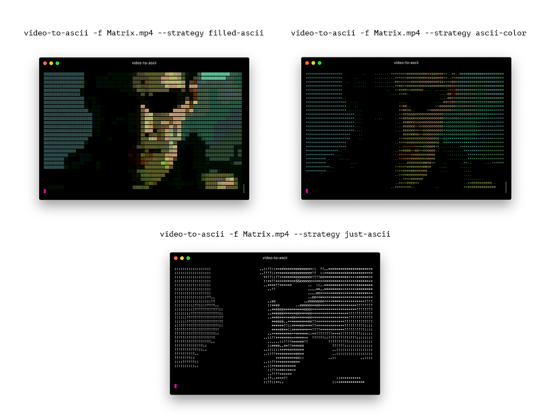 video-to-ascii -f Matrix.mp4 --strategy filled-ascii
video-to-ascii -f Matrix.mp4 --strategy ascii-color
video-to-ascii
video-to-ascii
video-to-ascii -f Matrix.mp4 --strategy just-ascii
video-to-ascii